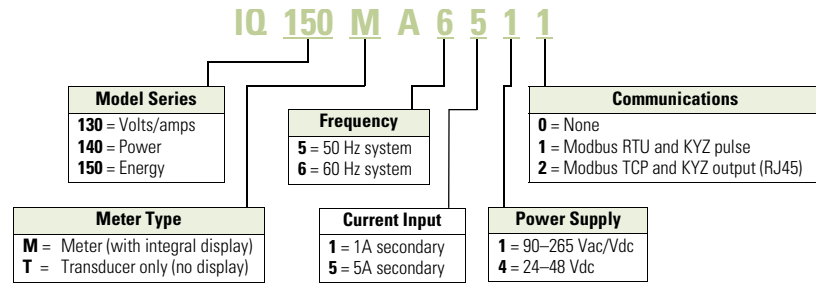 IQ 150 M A 6 5 1 1
Model Series
130 = Volts/amps
140 = Power
150 = Energy
Frequency
5 = 50 Hz system
6 = 60 Hz system
Communications
0 = None
1 = Modbus RTU and KYZ pulse
2 = Modbus TCP and KYZ output (RJ45)
Meter Type
M = Meter (with integral display)
T = Transducer only (no display)
Current Input
1 = 1A secondary
5 = 5A secondary
Power Supply
1 = 90–265 Vac/Vdc
4 = 24–48 Vdc